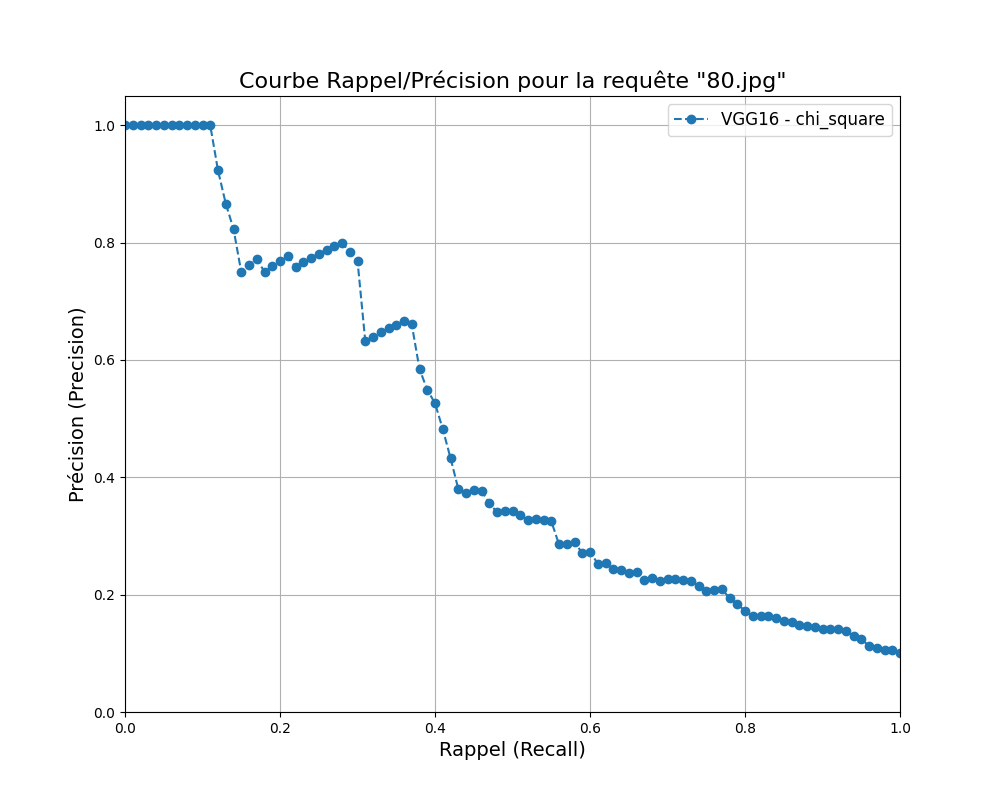 Courbe Rappel/Précision pour la requête "80.jpg"
VGG16 - chi_square
Précision (Precision)
1.0
0.8
0.6
0.4
0.2
0.0
0.0 0.2 0.4 0.6 0.8 1.0
Rappel (Recall)